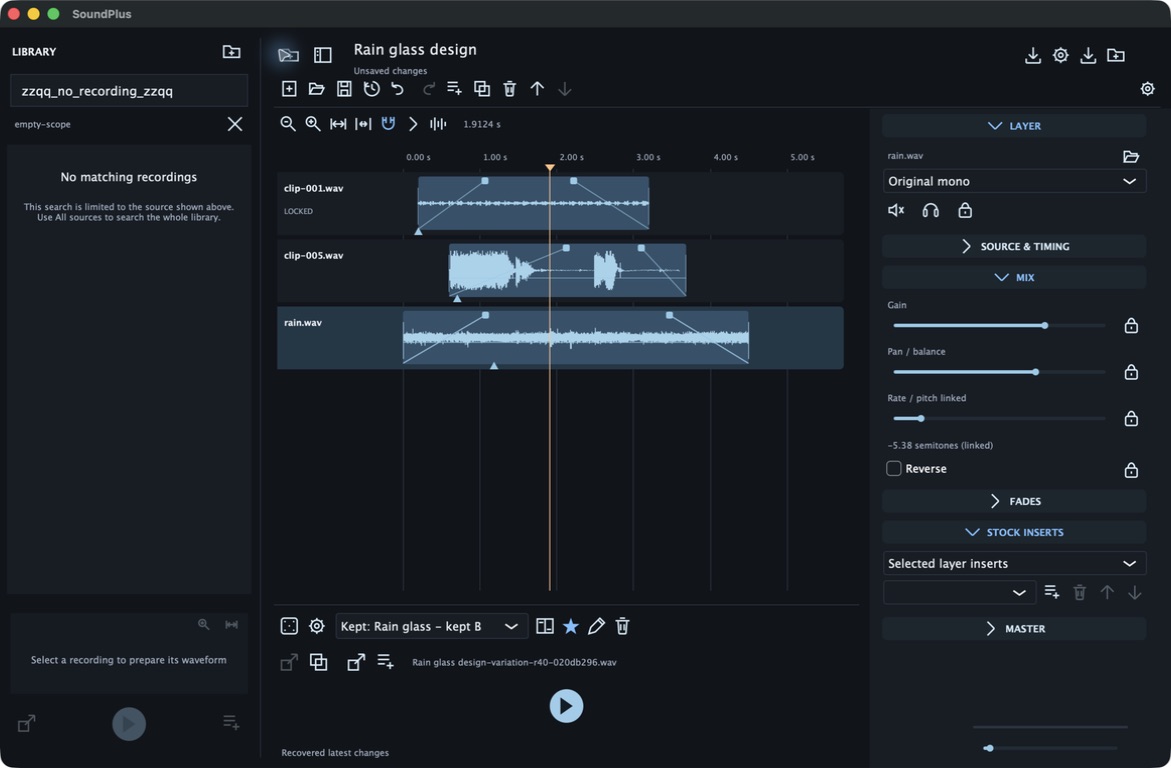 SoundPlus
LIBRARY
zzqq_no_recording_zzqq
empty-scope
No matching recordings
This search is limited to the source shown above.
Use All sources to search the whole library.
Select a recording to prepare its waveform
Rain glass design
Unsaved changes
1.9124 s
0.00 s 1.00 s 2.00 s 3.00 s 4.00 s 5.00 s
clip-001.wav
LOCKED
clip-005.wav
rain.wav
Kept: Rain glass – kept B
Rain glass design-variation-r40-020db296.wav
Recovered latest changes
LAYER
rain.wav
Original mono
SOURCE & TIMING
MIX
Gain
Pan / balance
Rate / pitch linked
−5.38 semitones (linked)
Reverse
FADES
STOCK INSERTS
Selected layer inserts
MASTER